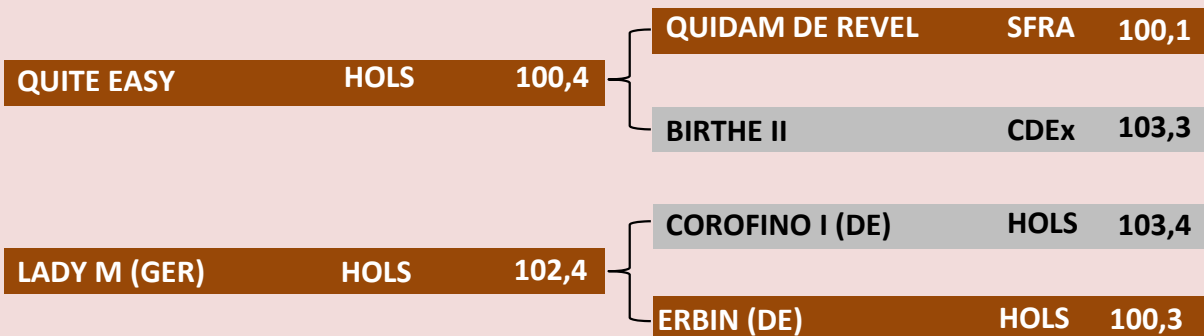 QUIDAM DE REVEL SFRA 100,1
QUITE EASY HOLS 100,4
BIRTHE II CDEx 103,3
COROFINO I (DE) HOLS 103,4
LADY M (GER) HOLS 102,4
ERBIN (DE) HOLS 100,3